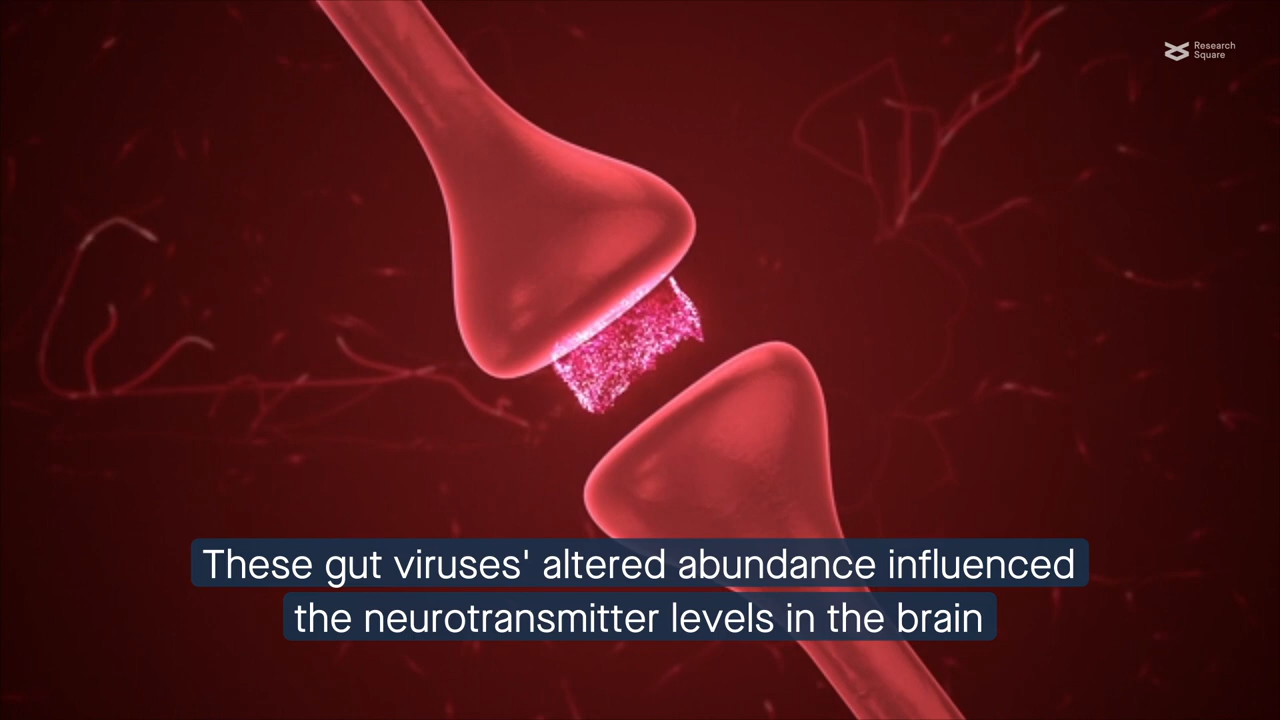 Research
Square
These gut viruses' altered abundance influenced
the neurotransmitter levels in the brain